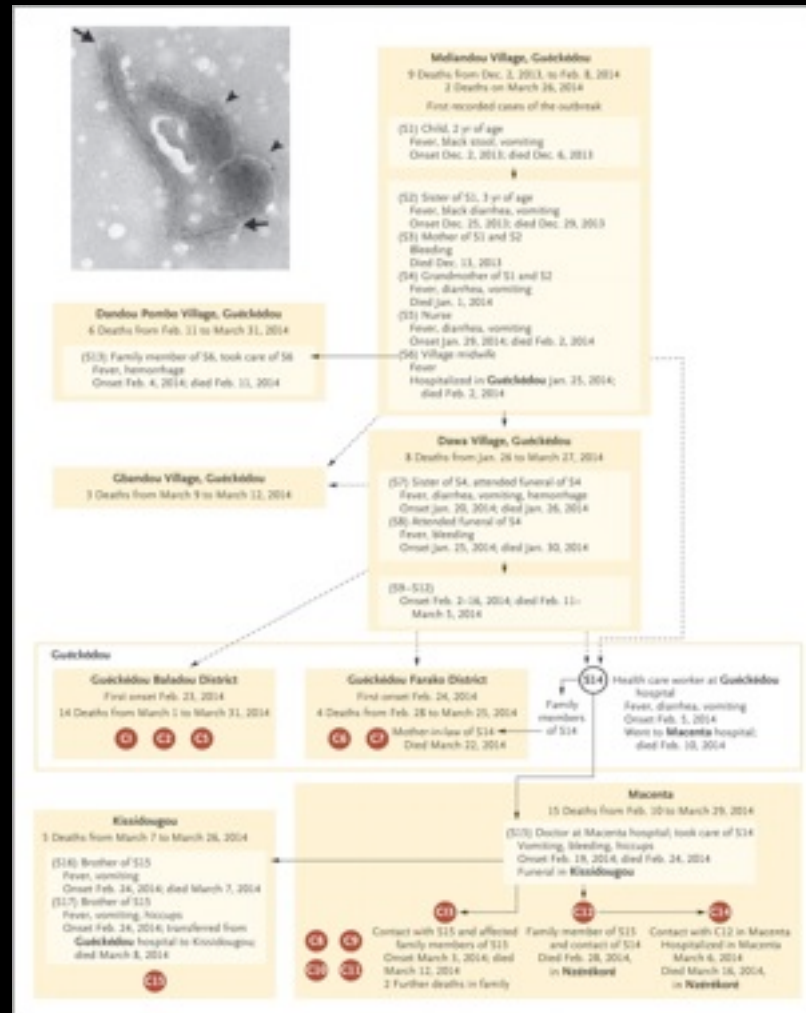 Meliandou Village, Guéckédou
9 Deaths from Dec. 2, 2013, to Feb. 8, 2014
2 Deaths on March 26, 2014
First recorded cases of the outbreak
(S1) Child, 2 yr of age
Fever, black stool, vomiting
Onset Dec. 2, 2013; died Dec. 6, 2013
(S2) Sister of S1, 3 yr of age
Fever, black diarrhea, vomiting
Onset Dec. 25, 2013; died Dec. 29, 2013
(S3) Mother of S1 and S2
Bleeding
Died Dec. 13, 2013
(S4) Grandmother of S1 and S2
Fever, diarrhea, vomiting
Died Jan. 1, 2014
(S5) Nurse
Fever, diarrhea, vomiting
Onset Jan. 29, 2014; died Feb. 2, 2014
(S6) Village midwife
Fever
Hospitalized in Guéckédou Jan. 25, 2014;
died Feb. 2, 2014
Dandou Pombo Village, Guéckédou
6 Deaths from Feb. 11 to March 31, 2014
(S13) Family member of S6, took care of S6
Fever, hemorrhage
Onset Feb. 4, 2014; died Feb. 11, 2014
Dawa Village, Guéckédou
8 Deaths from Jan. 26 to March 27, 2014
(S7) Sister of S4, attended funeral of S4
Fever, diarrhea, vomiting, hemorrhage
Onset Jan. 20, 2014; died Jan. 26, 2014
(S8) Attended funeral of S4
Fever, bleeding
Onset Jan. 25, 2014; died Jan. 30, 2014
(S9–S12)
Onset Feb. 2–16, 2014; died Feb. 11–
March 5, 2014
Gbandou Village, Guéckédou
3 Deaths from March 9 to March 12, 2014
Guéckédou
Guéckédou Baladou District
First onset Feb. 23, 2014
14 Deaths from March 1 to March 31, 2014
C1 C2 C5
Guéckédou Farako District
First onset Feb. 24, 2014
4 Deaths from Feb. 28 to March 25, 2014
C6 C7
Mother-in-law of S14
Died March 22, 2014
Family
members
of S14
S14
Health care worker at Guéckédou
hospital
Fever, diarrhea, vomiting
Onset Feb. 5, 2014
Went to Macenta hospital;
died Feb. 10, 2014
Kissidougou
5 Deaths from March 7 to March 26, 2014
(S16) Brother of S15
Fever, vomiting
Onset Feb. 24, 2014; died March 7, 2014
(S17) Brother of S15
Fever, vomiting, hiccups
Onset Feb. 24, 2014; transferred from
Guéckédou hospital to Kissidougou;
died March 8, 2014
C15
Macenta
15 Deaths from Feb. 10 to March 29, 2014
(S15) Doctor at Macenta hospital; took care of S14
Vomiting, bleeding, hiccups
Onset Feb. 19, 2014; died Feb. 24, 2014
Funeral in Kissidougou
C8 C9
C10 C11
C13
Contact with S15 and affected
family members of S15
Onset March 3, 2014; died
March 12, 2014
2 Further deaths in family
C12
Family member of S15
and contact of S14
Died Feb. 28, 2014,
in Nzérékoré
C14
Contact with C12 in Macenta
Hospitalized in Macenta
March 6, 2014
Died March 16, 2014,
in Nzérékoré